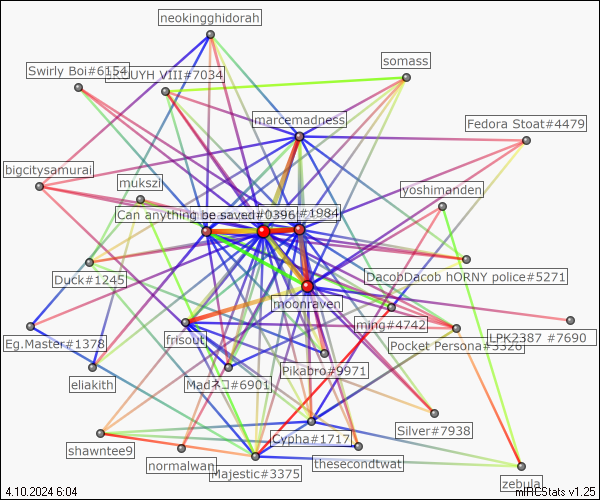 neokingghidorah
somass
Swirly Boi#6154
UYH VIII#7034
marcemadness
Fedora Stoat#4479
bigcitysamurai
mukszi
yoshimanden
Can anything be saved#0396
#1984
Duck#1245
DacobDacob hORNY police#5271
moonraven
ming#4742
Eg.Master#1378
frisout
Pocket Persona#3326
LPK2387 #7690
eliakith
Madネコ#6901
Pikabro#9971
Silver#7938
Cypha#1717
shawntee9
normalwan
Majestic#3375
thesecondtwat
zebula
4.10.2024 6:04
mIRCStats v1.25